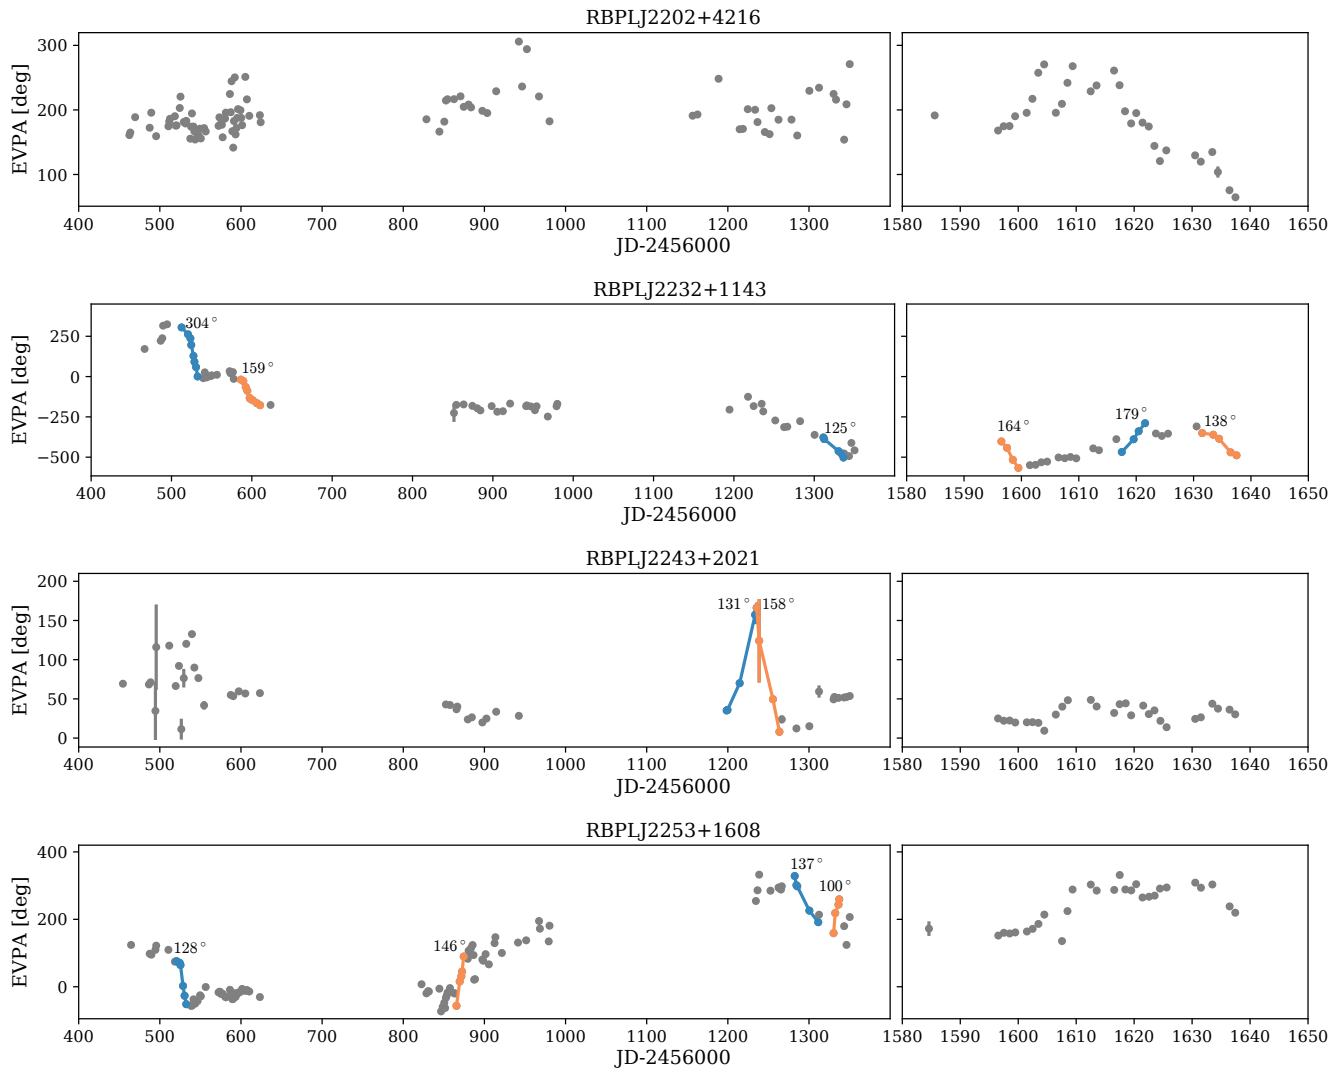 RBPLJ2202+4216
EVPA [deg]
300
200
100
400 500 600 700 800 900 1000 1100 1200 1300 1580 1590 1600 1610 1620 1630 1640 1650
JD-2456000
RBPLJ2232+1143
EVPA [deg]
250
0
−250
−500
304° 159° 125° 164° 179° 138°
400 500 600 700 800 900 1000 1100 1200 1300 1580 1590 1600 1610 1620 1630 1640 1650
JD-2456000
RBPLJ2243+2021
EVPA [deg]
200
150
100
50
0
131° 158°
400 500 600 700 800 900 1000 1100 1200 1300 1580 1590 1600 1610 1620 1630 1640 1650
JD-2456000
RBPLJ2253+1608
EVPA [deg]
400
200
0
128° 146° 137° 100°
400 500 600 700 800 900 1000 1100 1200 1300 1580 1590 1600 1610 1620 1630 1640 1650
JD-2456000